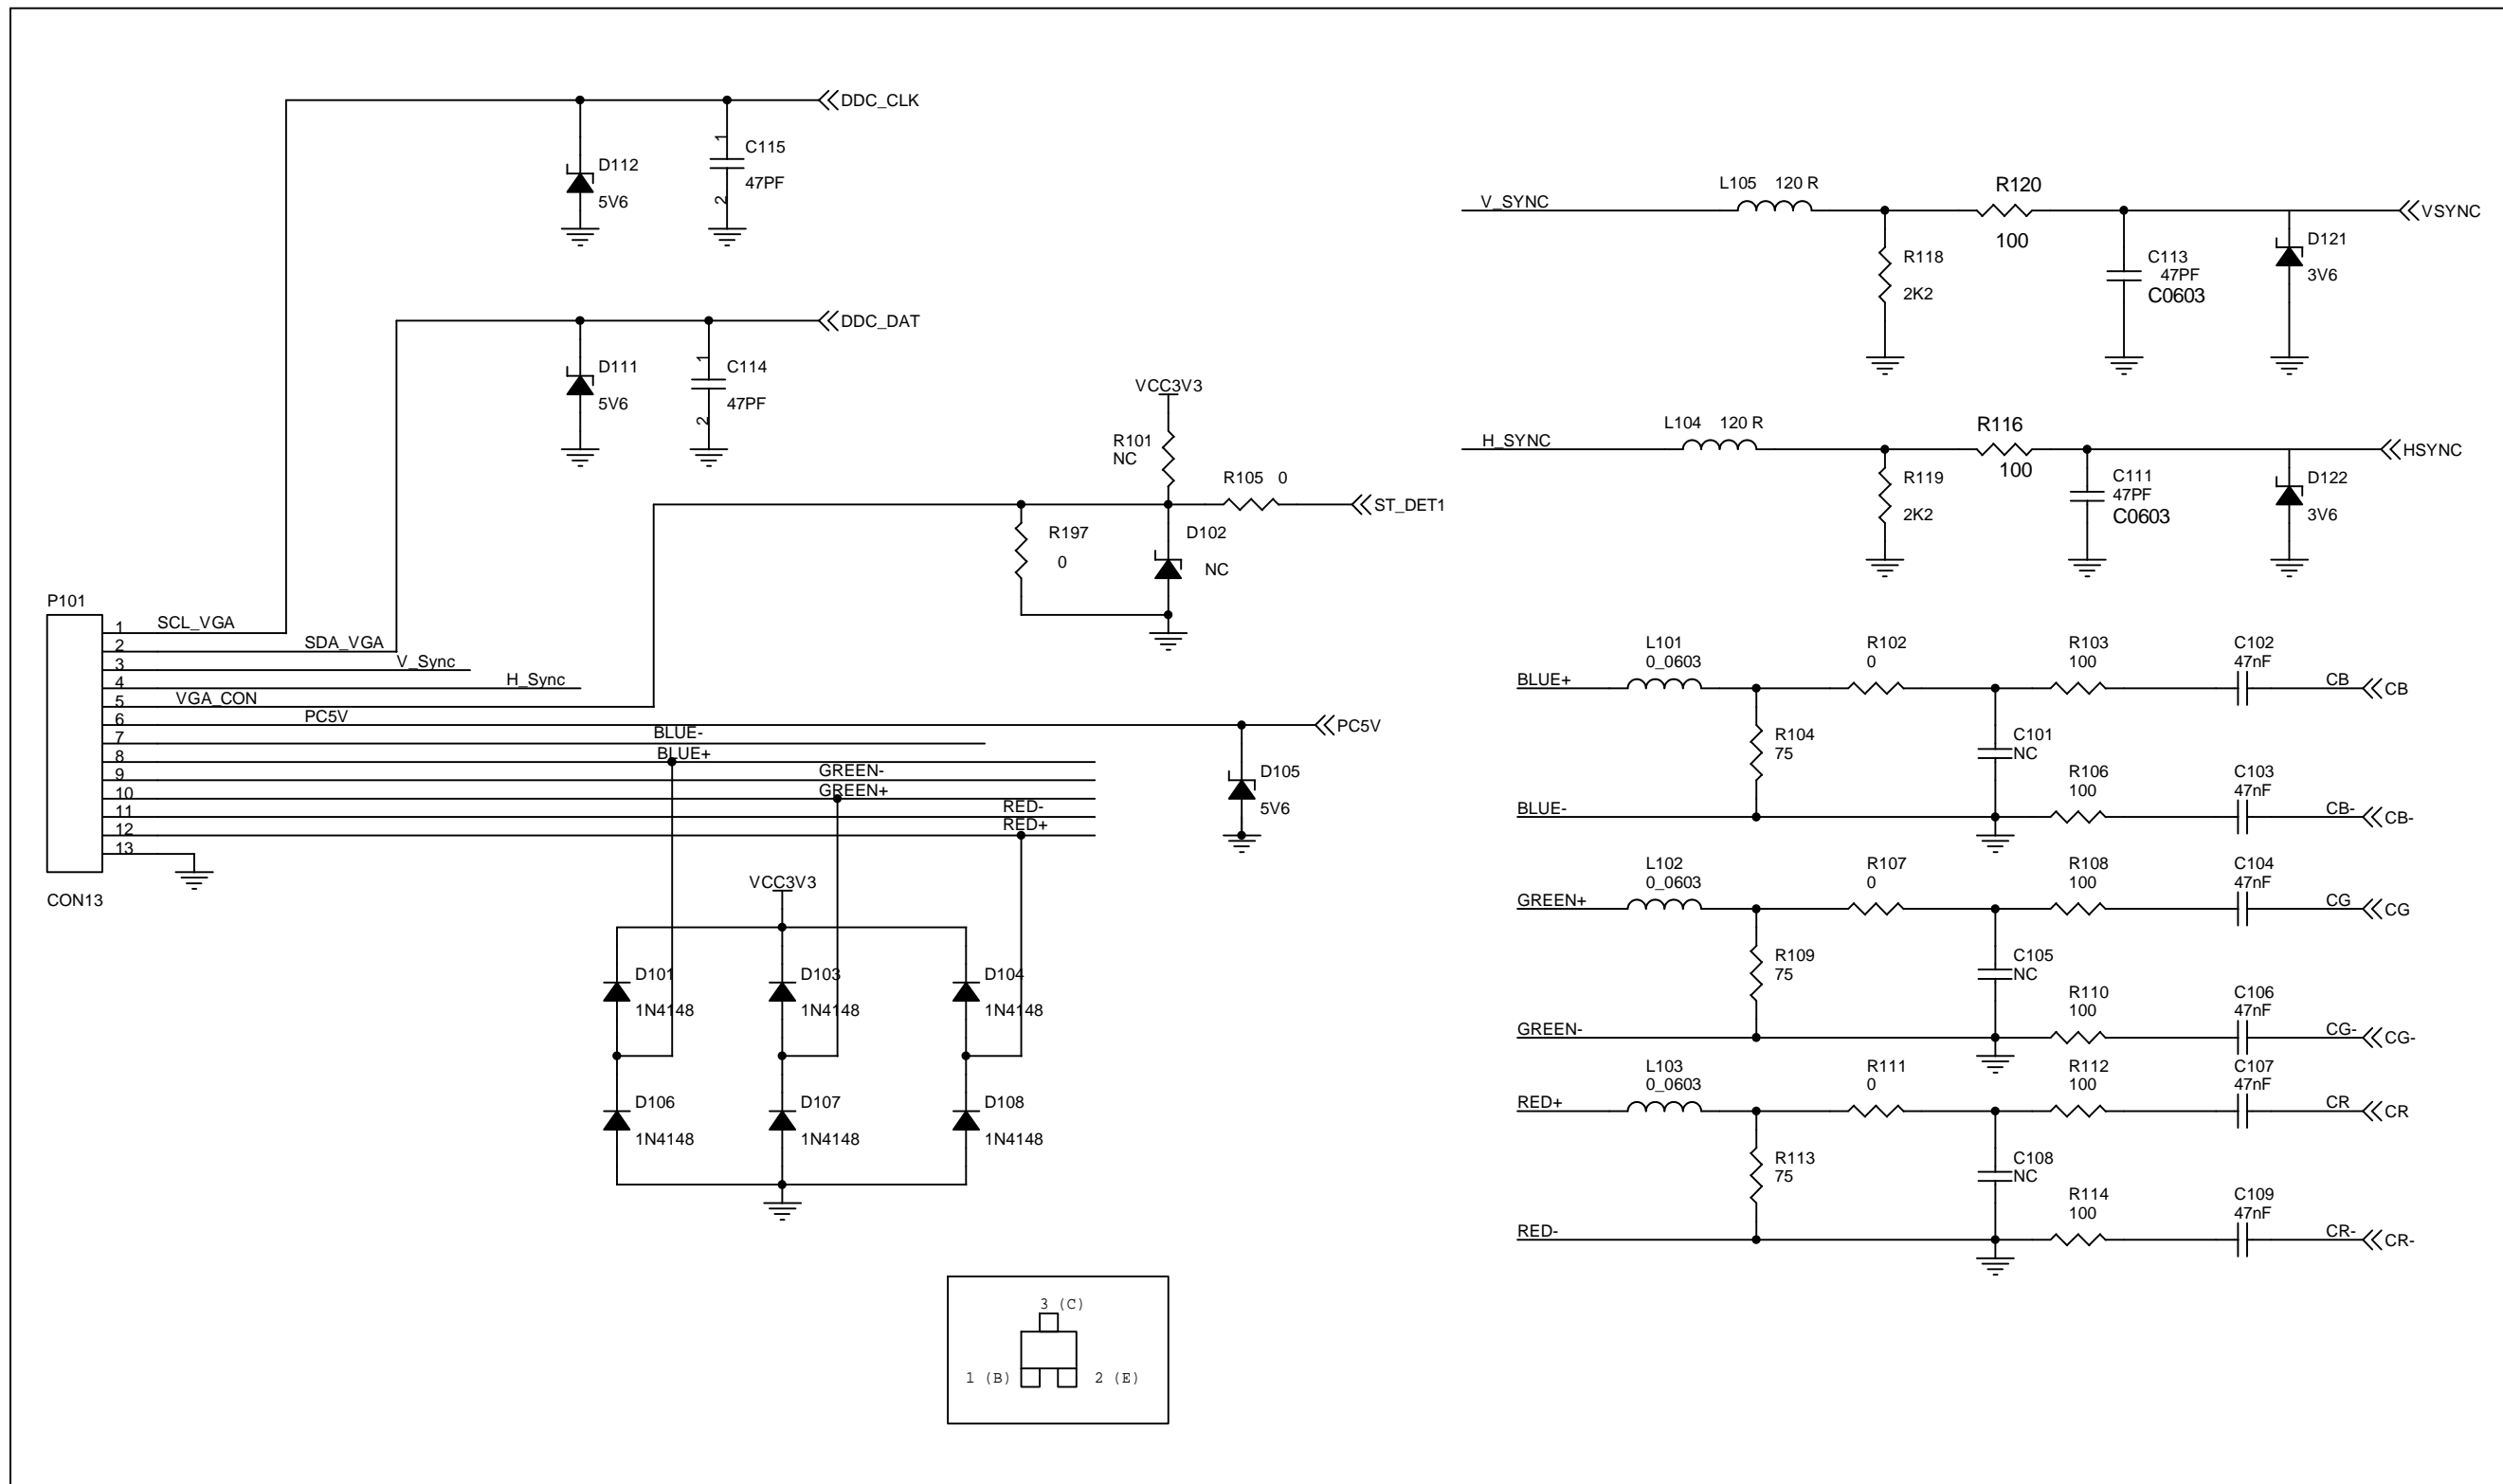 DDC_CLK
D112
5V6
1
C115
47PF
2
DDC_DAT
D111
5V6
1
C114
47PF
2
VCC3V3
R101
NC
R105 0
ST_DET1
R197
0
D102
NC
P101
1 SCL_VGA
2 SDA_VGA
3 V_Sync
4 H_Sync
5 VGA_CON
6 PC5V
PC5V
7 BLUE-
8 BLUE+
9 GREEN-
10 GREEN+
11 RED-
12 RED+
13
CON13
D105
5V6
VCC3V3
D101
1N4148
D103
1N4148
D104
1N4148
D106
1N4148
D107
1N4148
D108
1N4148
3 (C)
1 (B)
2 (E)
V_SYNC
L105 120 R
R120
100
VSYNC
R118
2K2
C113
47PF
C0603
D121
3V6
H_SYNC
L104 120 R
R116
100
HSYNC
R119
2K2
C111
47PF
C0603
D122
3V6
L101
0_0603
R102
0
R103
100
C102
47nF
BLUE+
CB
CB
R104
75
C101
NC
R106
100
C103
47nF
BLUE-
CB-
CB-
L102
0_0603
R107
0
R108
100
C104
47nF
GREEN+
CG
CG
R109
75
C105
NC
R110
100
C106
47nF
GREEN-
CG-
CG-
L103
0_0603
R111
0
R112
100
C107
47nF
RED+
CR
CR
R113
75
C108
NC
R114
100
C109
47nF
RED-
CR-
CR-